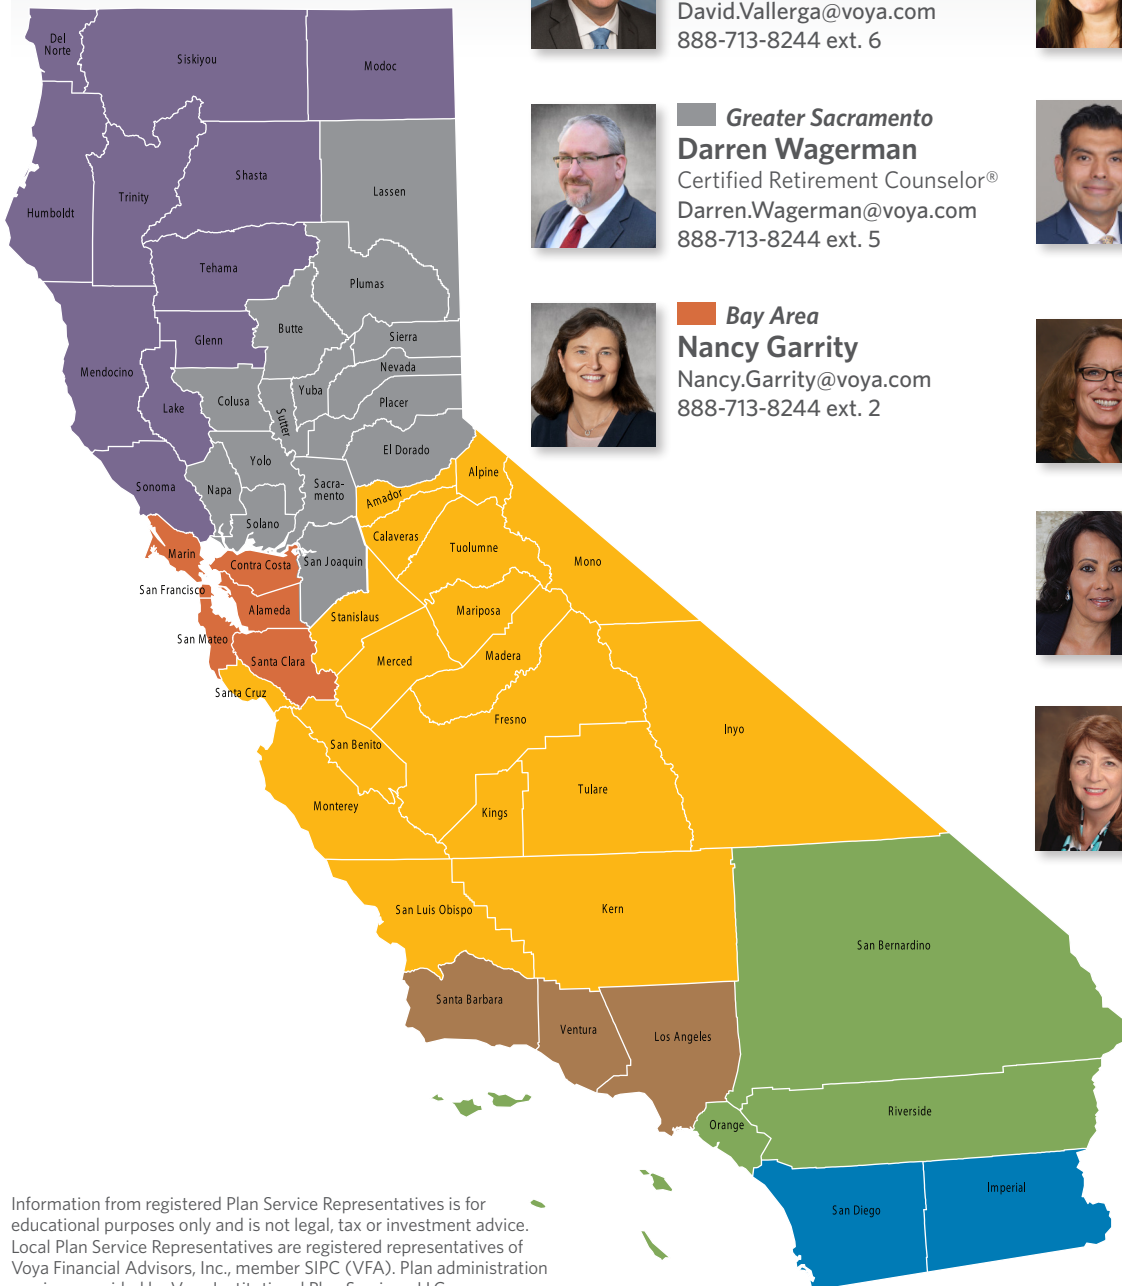 David.Vallerga@voya.com
888-713-8244 ext. 6
Greater Sacramento
Darren Wagerman
Certified Retirement Counselor®
Darren.Wagerman@voya.com
888-713-8244 ext. 5
Bay Area
Nancy Garrity
Nancy.Garrity@voya.com
888-713-8244 ext. 2
Del
Norte
Siskiyou
Modoc
Humboldt
Trinity
Shasta
Lassen
Tehama
Plumas
Butte
Glenn
Sierra
Mendocino
Nevada
Lake
Colusa
Sutter
Yuba
Placer
El Dorado
Yolo
Sonoma
Napa
Sacra-
mento
Alpine
Amador
Solano
Calaveras
Tuolumne
Marin
Contra Costa
San Joaquin
Mono
San Francisco
Alameda
Stanislaus
Mariposa
San Mateo
Santa Clara
Merced
Madera
Santa Cruz
Fresno
Inyo
San Benito
Monterey
Kings
Tulare
San Luis Obispo
Kern
San Bernardino
Santa Barbara
Ventura
Los Angeles
Orange
Riverside
San Diego
Imperial
Information from registered Plan Service Representatives is for
educational purposes only and is not legal, tax or investment advice.
Local Plan Service Representatives are registered representatives of
Voya Financial Advisors, Inc., member SIPC (VFA). Plan administration